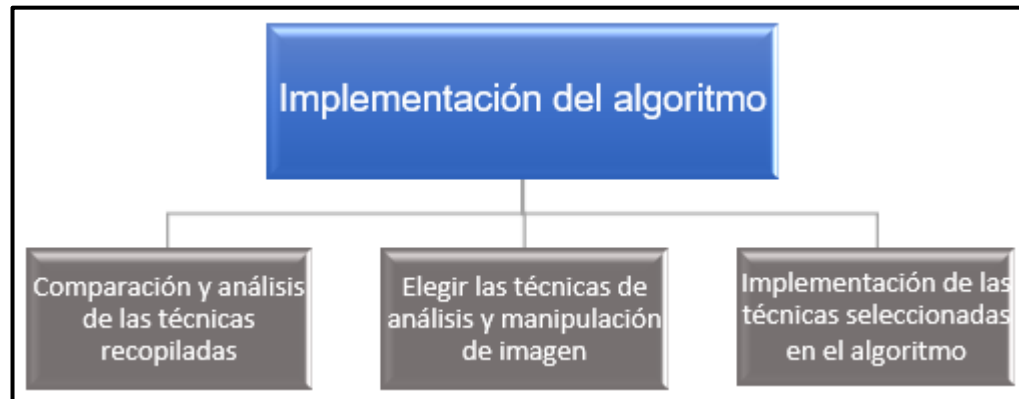 Implementación del algoritmo
Comparación y análisis
de las técnicas
recopiladas
Elegir las técnicas de
análisis y manipulación
de imagen
Implementación de las
técnicas seleccionadas
en el algoritmo